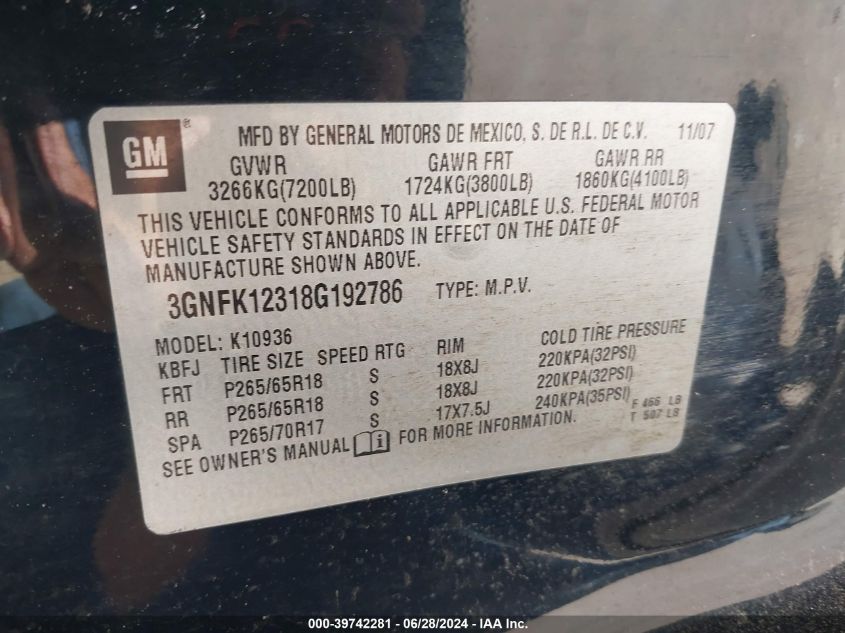 GM®
MFD BY GENERAL MOTORS DE MEXICO, S. DE R.L. DE C.V. 11/07
GVWR GAWR FRT GAWR RR
3266KG(7200LB) 1724KG(3800LB) 1860KG(4100LB)
THIS VEHICLE CONFORMS TO ALL APPLICABLE U.S. FEDERAL MOTOR
VEHICLE SAFETY STANDARDS IN EFFECT ON THE DATE OF
MANUFACTURE SHOWN ABOVE.
3GNFK12318G192786 TYPE: M.P.V.
MODEL: K10936
KBFJ TIRE SIZE SPEED RTG RIM COLD TIRE PRESSURE
FRT P265/65R18 S 18X8J 220KPA(32PSI)
RR P265/65R18 S 18X8J 220KPA(32PSI)
SPA P265/70R17 S 17X7.5J 240KPA(35PSI) F 466 LB
T 507 LB
SEE OWNER'S MANUAL i FOR MORE INFORMATION.
000-39742281 - 06/28/2024 - IAA Inc.